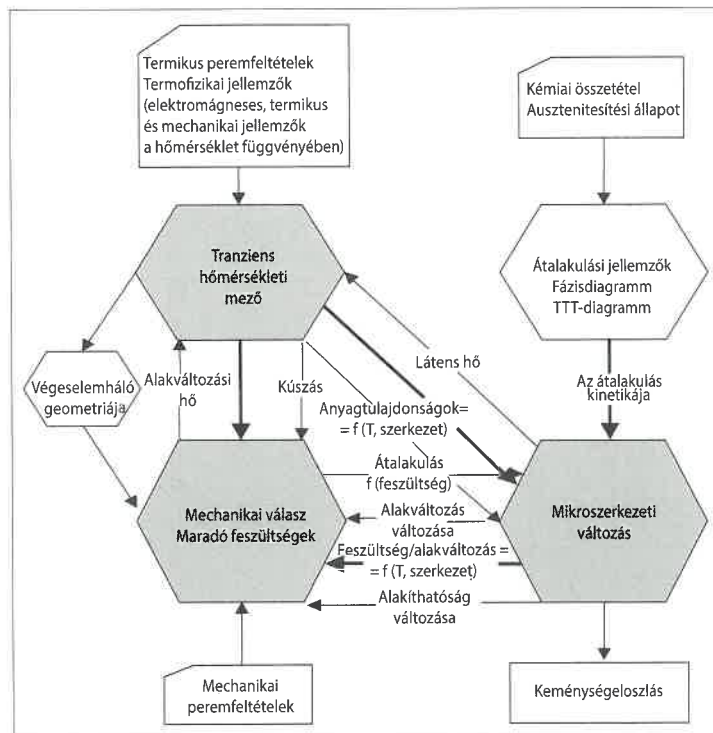 Termikus peremfeltételek
Termofizikai jellemzők
(elektromágneses, termikus
és mechanikai jellemzők
a hőmérséklet függvényében)
Kémiai összetétel
Ausztenitesítési állapot
Tranziens
hőmérsékleti
mező
Átalakulási jellemzők
Fázisdiagramm
TTT-diagramm
Végeselemháló
geometriája
Alakváltozási
hő
Kúszás
Látens hő
Az átalakulás
kinetikája
Anyagtulajdonságok=
= f (T, szerkezet)
Átalakulás
f (feszültség)
Mechanikai válasz
Maradó feszültségek
Alakváltozás
változása
Mikroszerkezeti
változás
Feszültség/alakváltozás =
= f (T, szerkezet)
Alakíthatóság
változása
Mechanikai
peremfeltételek
Keménységeloszlás